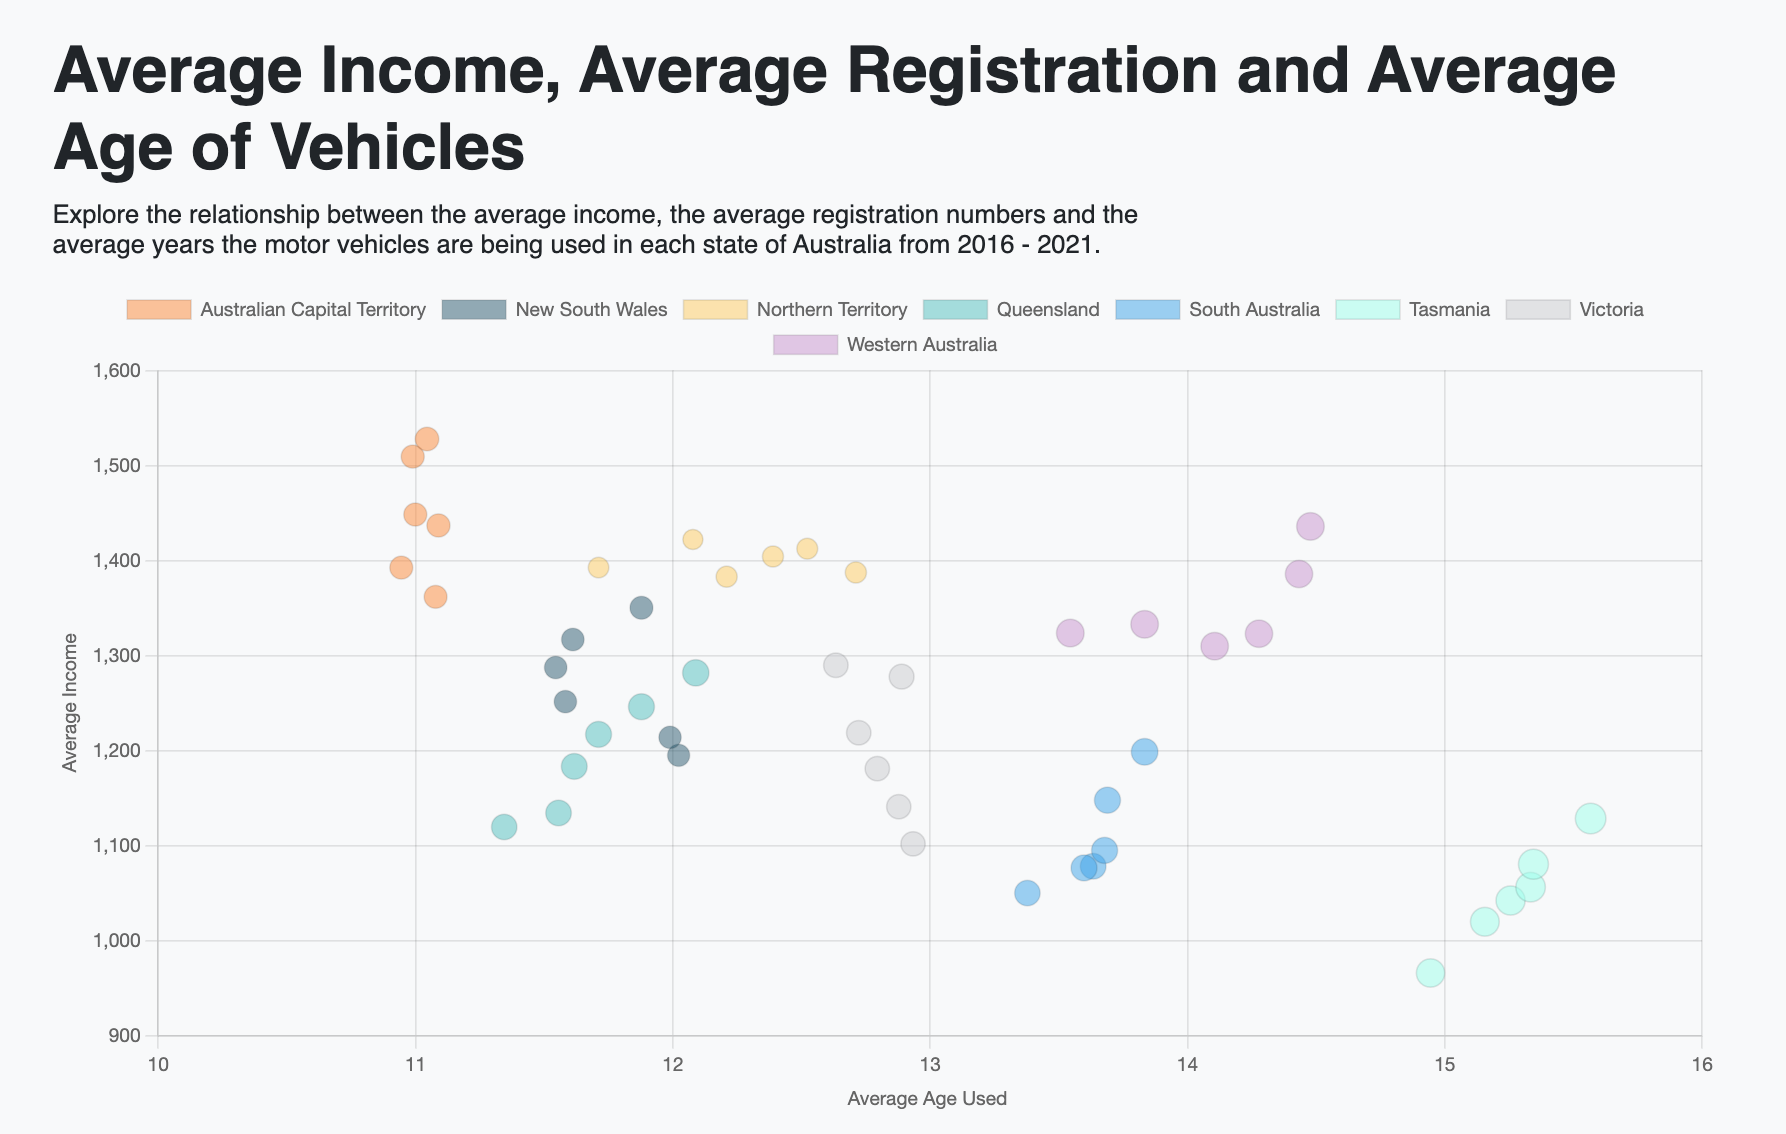 Average Income, Average Registration and Average
Age of Vehicles
Explore the relationship between the average income, the average registration numbers and the
average years the motor vehicles are being used in each state of Australia from 2016 - 2021.
Australian Capital Territory New South Wales Northern Territory Queensland South Australia Tasmania Victoria
Western Australia
1,600
1,500
1,400
1,300
1,200
1,100
1,000
900
Average Income
10 11 12 13 14 15 16
Average Age Used